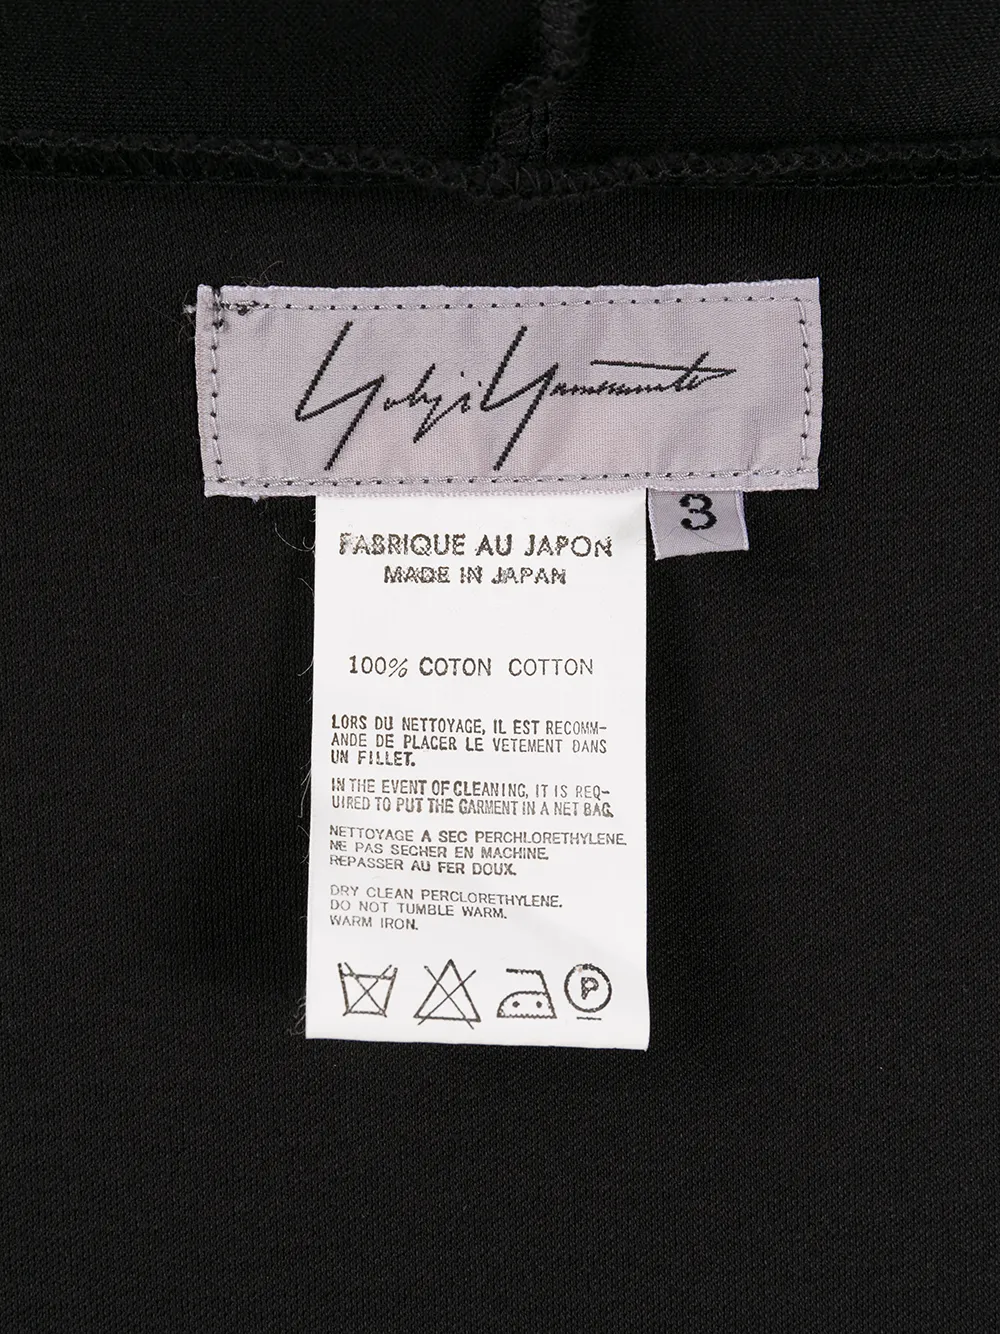 Yohji Yamamoto
3
FABRIQUE AU JAPON
MADE IN JAPAN
100% COTON COTTON
LORS DU NETTOYAGE, IL EST RECOMM-
ANDE DE PLACER LE VETEMENT DANS
UN FILLET.
IN THE EVENT OF CLEANING, IT IS REQ-
UIRED TO PUT THE GARMENT IN A NET BAG.
NETTOYAGE A SEC PERCHLORETHYLENE.
NE PAS SECHER EN MACHINE.
REPASSER AU FER DOUX.
DRY CLEAN PERCLORETHYLENE.
DO NOT TUMBLE WARM.
WARM IRON.
P